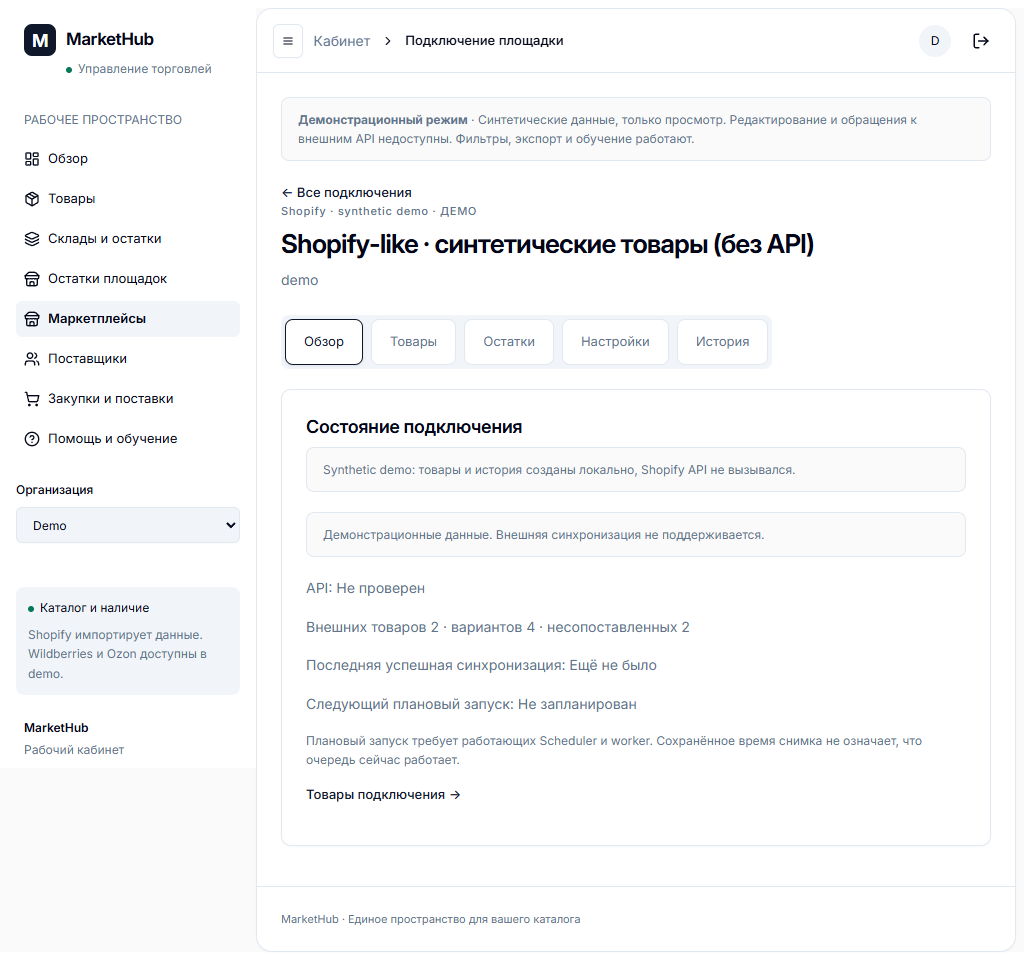 M MarketHub
Управление торговлей
РАБОЧЕЕ ПРОСТРАНСТВО
Обзор
Товары
Склады и остатки
Остатки площадок
Маркетплейсы
Поставщики
Закупки и поставки
Помощь и обучение
Организация
Demo
Каталог и наличие
Shopify импортирует данные.
Wildberries и Ozon доступны в
demo.
MarketHub
Рабочий кабинет
Кабинет > Подключение площадки
D
Демонстрационный режим · Синтетические данные, только просмотр. Редактирование и обращения к
внешним API недоступны. Фильтры, экспорт и обучение работают.
← Все подключения
Shopify · synthetic demo · ДЕМО
Shopify-like · синтетические товары (без API)
demo
Обзор Товары Остатки Настройки История
Состояние подключения
Synthetic demo: товары и история созданы локально, Shopify API не вызывался.
Демонстрационные данные. Внешняя синхронизация не поддерживается.
API: Не проверен
Внешних товаров 2 · вариантов 4 · несопоставленных 2
Последняя успешная синхронизация: Ещё не было
Следующий плановый запуск: Не запланирован
Плановый запуск требует работающих Scheduler и worker. Сохранённое время снимка не означает, что
очередь сейчас работает.
Товары подключения →
MarketHub · Единое пространство для вашего каталога